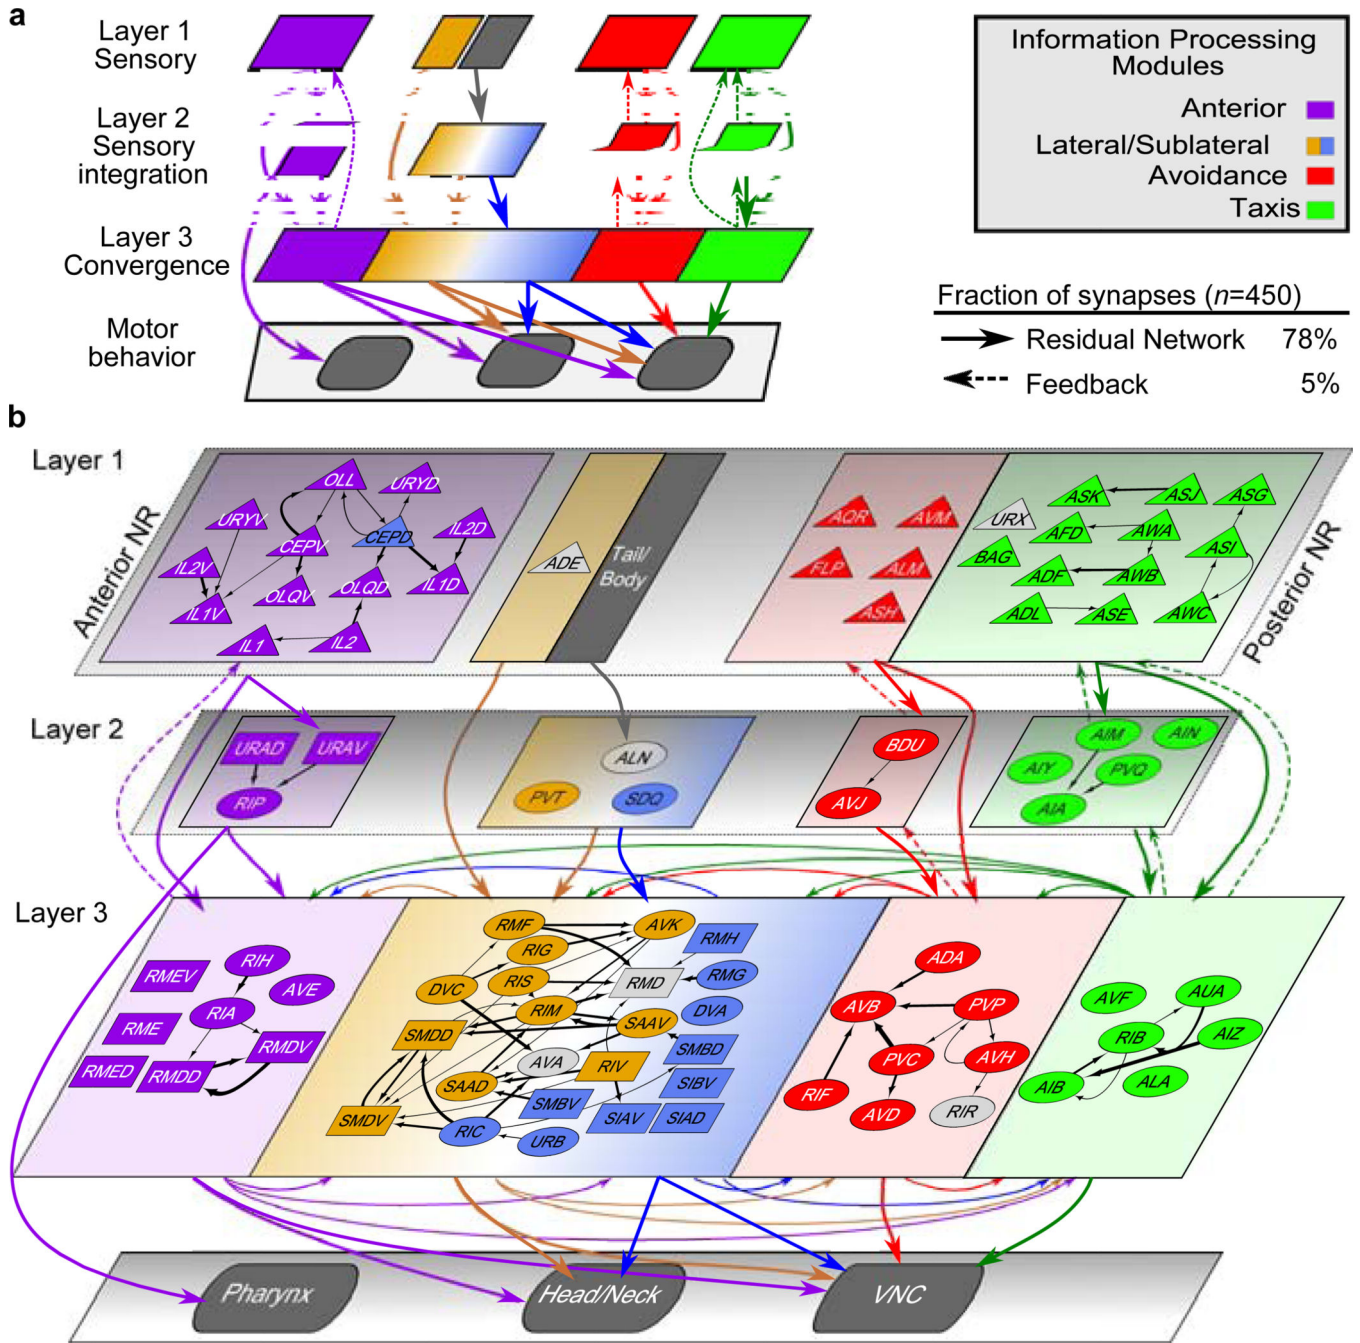 a
Layer 1
Sensory
Layer 2
Sensory
integration
Layer 3
Convergence
Motor
behavior
Information Processing
Modules
Anterior
Lateral/Sublateral
Avoidance
Taxis
Fraction of synapses (n=450)
Residual Network 78%
Feedback 5%
b
Layer 1
Anterior NR
OLL
URYD
URYV
IL2D
CEPV
CEPD
IL2V
OLQV
OLQD
IL1D
IL1V
IL1
IL2
ADE
Tail/
Body
AQR
AVM
FLP
ALM
ASH
ASK
ASJ
ASG
URX
AFD
AWA
ASI
BAG
ADF
AWB
ADL
ASE
AWC
Posterior NR
Layer 2
URAD
URAV
RIP
ALN
PVT
SDQ
BDU
AVJ
AIM
AIN
AIY
PVQ
AIA
Layer 3
RMEV
RIH
AVE
RIA
RME
RMDV
RMED
RMDD
RMF
AVK
RMH
RIG
DVC
RIS
RMD
RMG
RIM
DVA
SMDD
SAAV
SMBD
AVA
RIV
SAAD
SMBV
SIBV
SMDV
RIC
URB
SIAV
SIAD
ADA
AVB
PVP
PVC
AVH
RIF
AVD
RIR
AVF
AUA
RIB
AIZ
AIB
ALA
Pharynx
Head/Neck
VNC